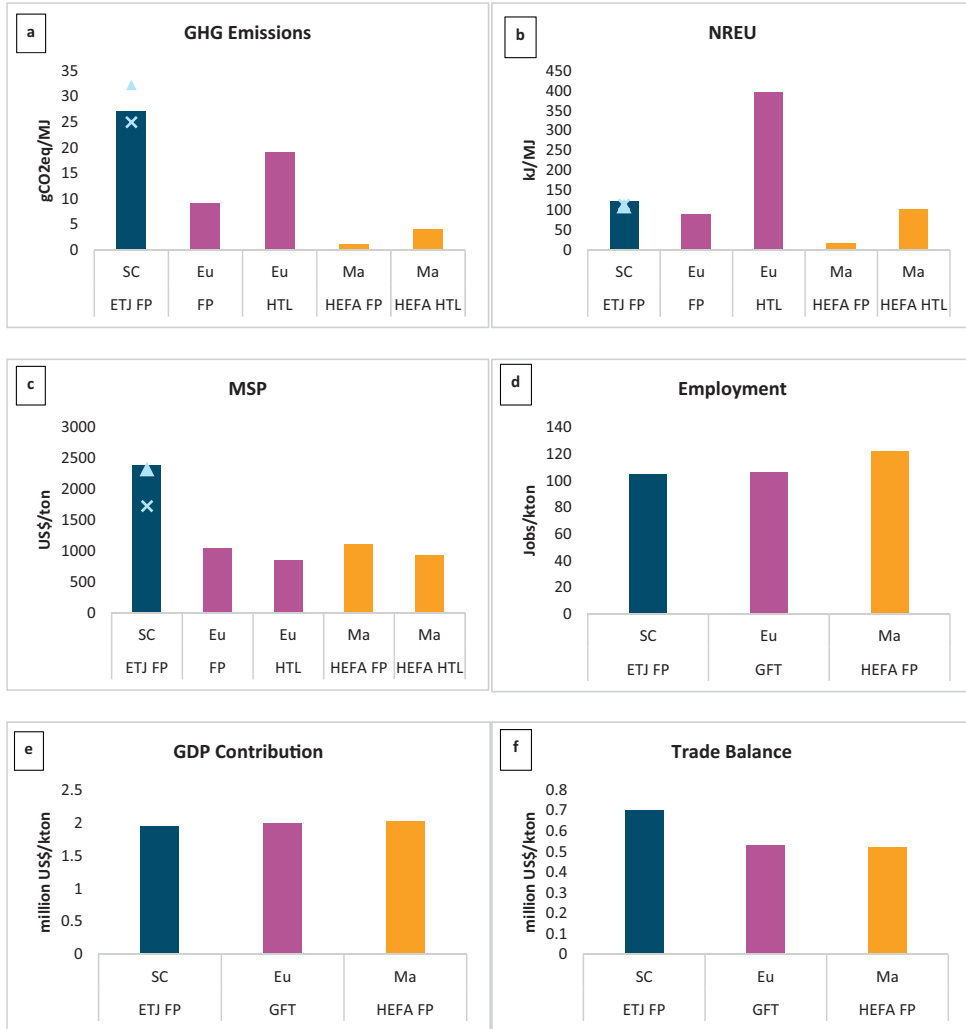 a
GHG Emissions
gCO2eq/MJ
35
30
25
20
15
10
5
0
SC Eu Eu Ma Ma
ETJ FP FP HTL HEFA FP HEFA HTL
b
NREU
kJ/MJ
450
400
350
300
250
200
150
100
50
0
SC Eu Eu Ma Ma
ETJ FP FP HTL HEFA FP HEFA HTL
c
MSP
US$/ton
3000
2500
2000
1500
1000
500
0
SC Eu Eu Ma Ma
ETJ FP FP HTL HEFA FP HEFA HTL
d
Employment
Jobs/kton
140
120
100
80
60
40
20
0
SC Eu Ma
ETJ FP GFT HEFA FP
e
GDP Contribution
million US$/kton
2.5
2
1.5
1
0.5
0
SC Eu Ma
ETJ FP GFT HEFA FP
f
Trade Balance
million US$/kton
0.8
0.7
0.6
0.5
0.4
0.3
0.2
0.1
0
SC Eu Ma
ETJ FP GFT HEFA FP